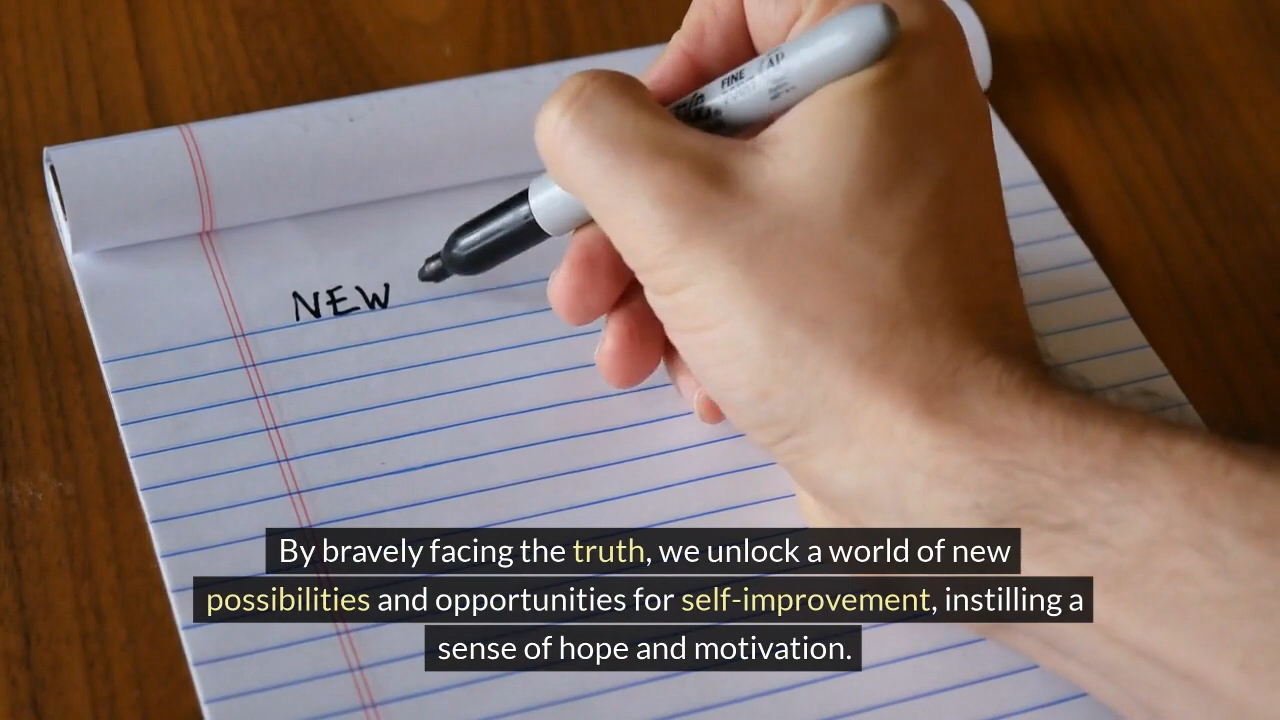 FINE
NEW
By bravely facing the truth, we unlock a world of new
possibilities and opportunities for self-improvement, instilling a
sense of hope and motivation.